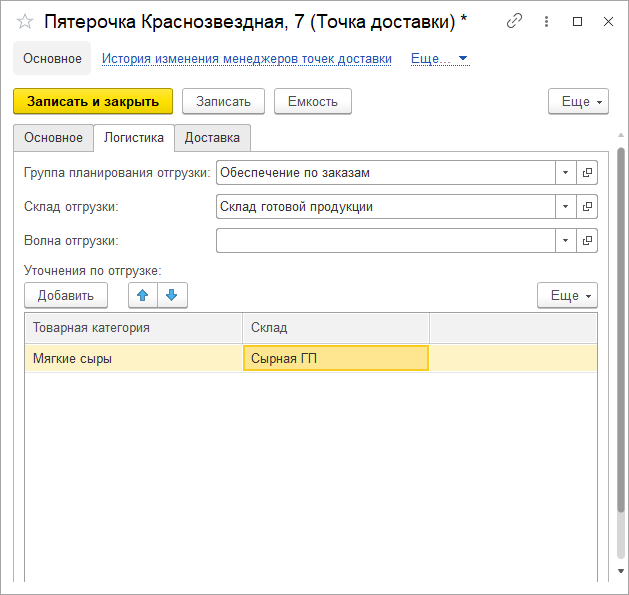 Пятерочка Краснозвездная, 7 (Точка доставки) *
Основное История изменения менеджеров точек доставки Еще...
Записать и закрыть Записать Емкость Еще
Основное Логистика Доставка
Группа планирования отгрузки: Обеспечение по заказам
Склад отгрузки: Склад готовой продукции
Волна отгрузки:
Уточнения по отгрузке:
Добавить Еще
Товарная категория Склад
Мягкие сыры Сырная ГП